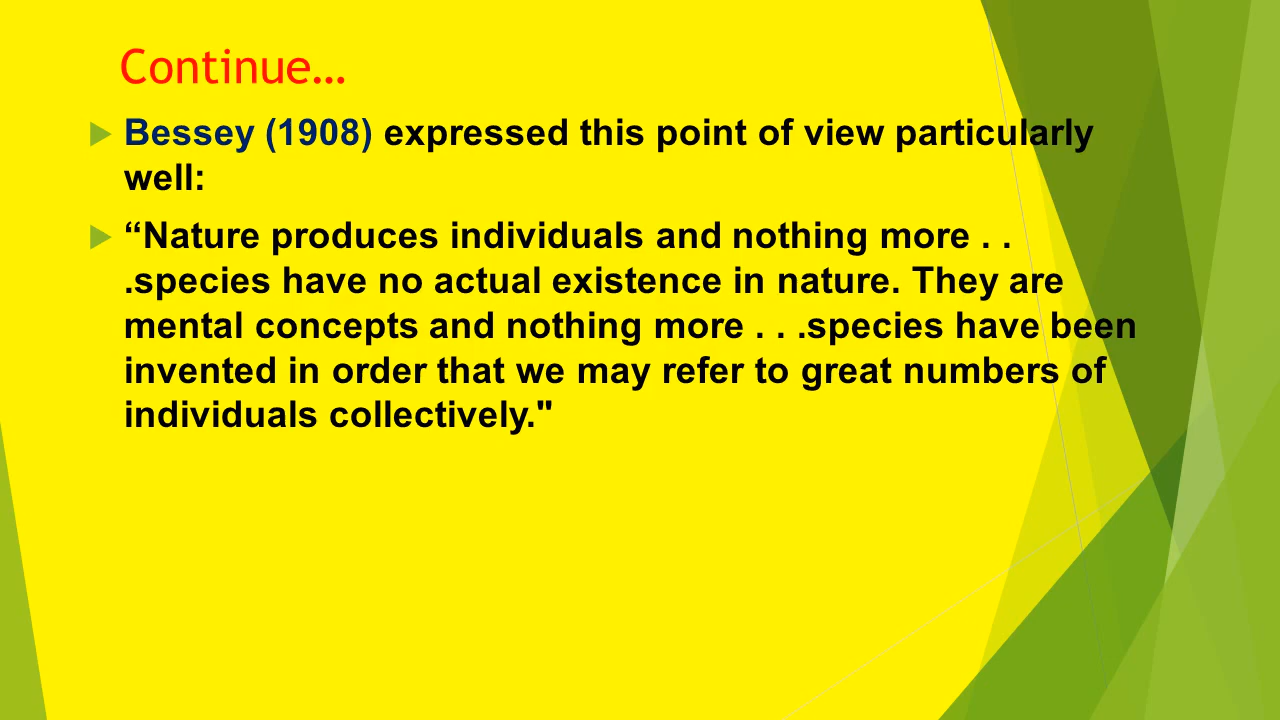 Continue…
Bessey (1908) expressed this point of view particularly
well:
“Nature produces individuals and nothing more . .
.species have no actual existence in nature. They are
mental concepts and nothing more . . .species have been
invented in order that we may refer to great numbers of
individuals collectively."